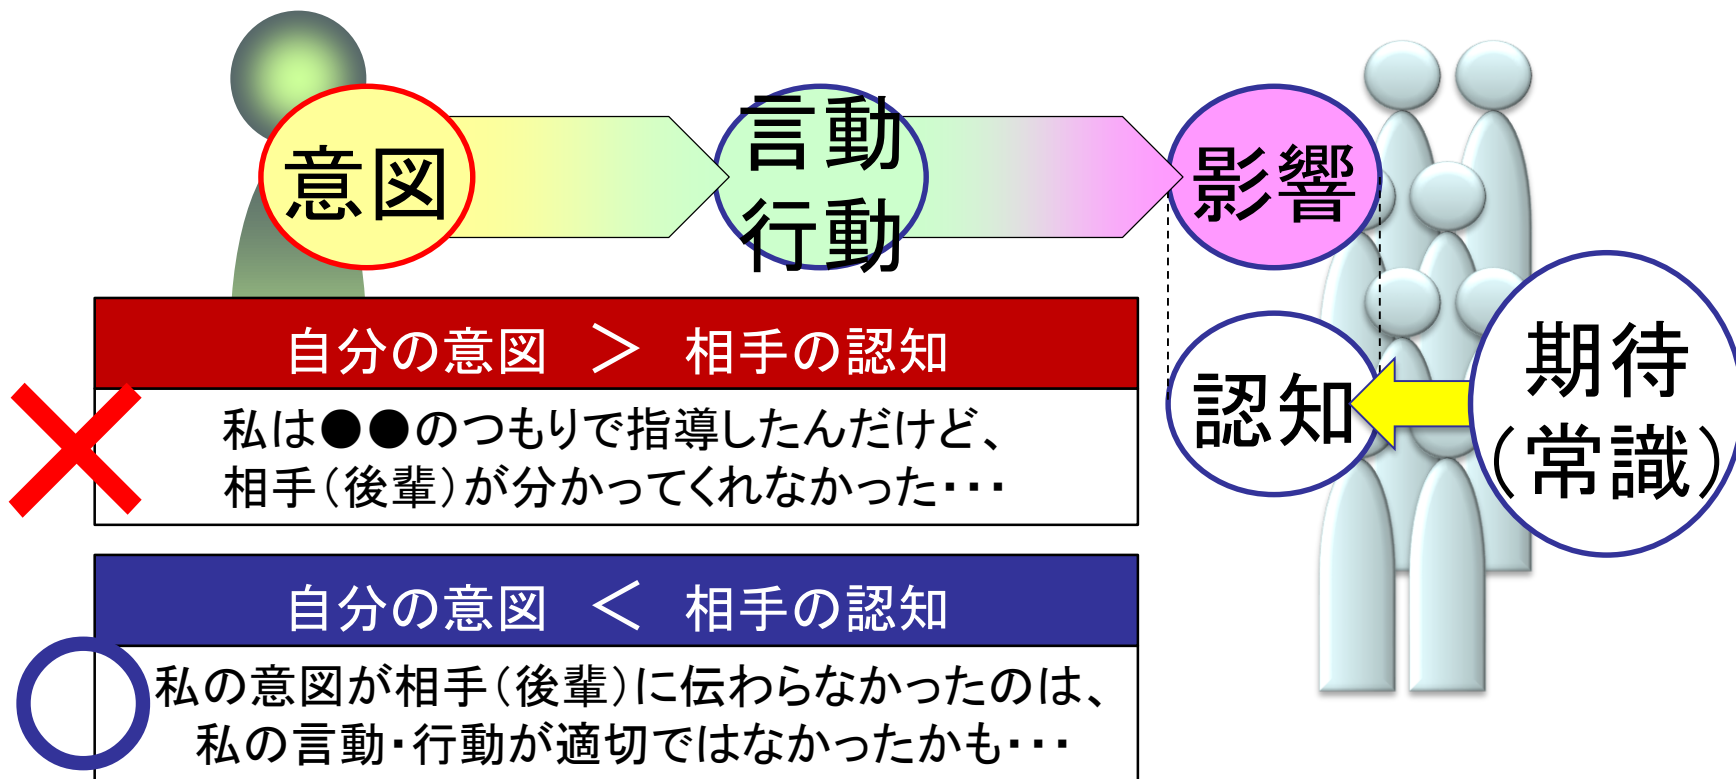 意図
言動
行動
影響
認知
期待
（常識）
自分の意図　＞　相手の認知
私は●●のつもりで指導したんだけど、
相手（後輩）が分かってくれなかった・・・
自分の意図　＜　相手の認知
私の意図が相手（後輩）に伝わらなかったのは、
私の言動・行動が適切ではなかったかも・・・